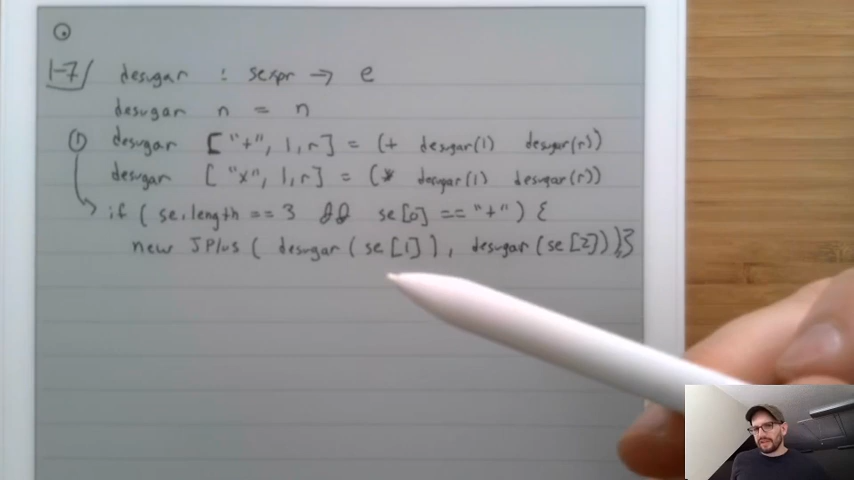 1-7/ desugar : sexpr → e
desugar n = n
① desugar ["+", l,r] = (+ desugar(l) desugar(r))
desugar ["*", l,r] = (* desugar(l) desugar(r))
if (se.length == 3 && se[0] == "+") {
new JPlus ( desugar (se[1]), desugar (se[2]));}